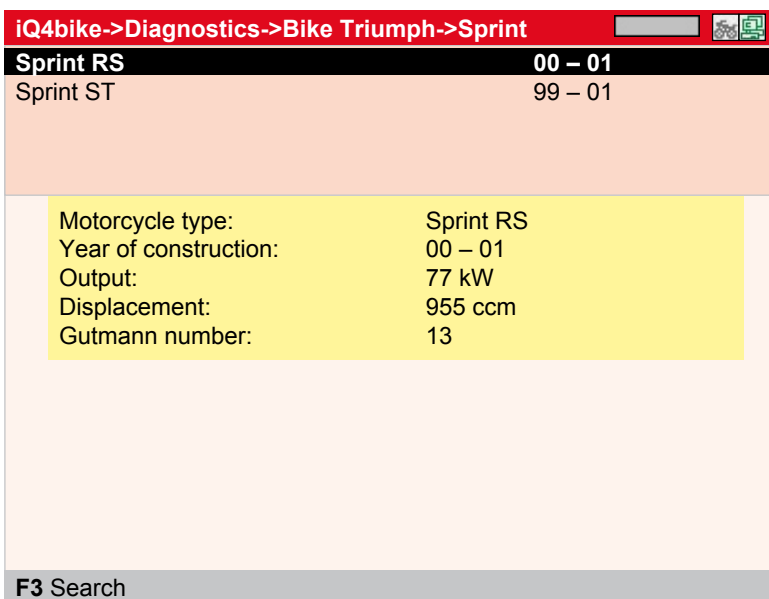 iQ4bike->Diagnostics->Bike Triumph->Sprint
Sprint RS 00 – 01
Sprint ST 99 – 01
Motorcycle type: Sprint RS
Year of construction: 00 – 01
Output: 77 kW
Displacement: 955 ccm
Gutmann number: 13
F3 Search